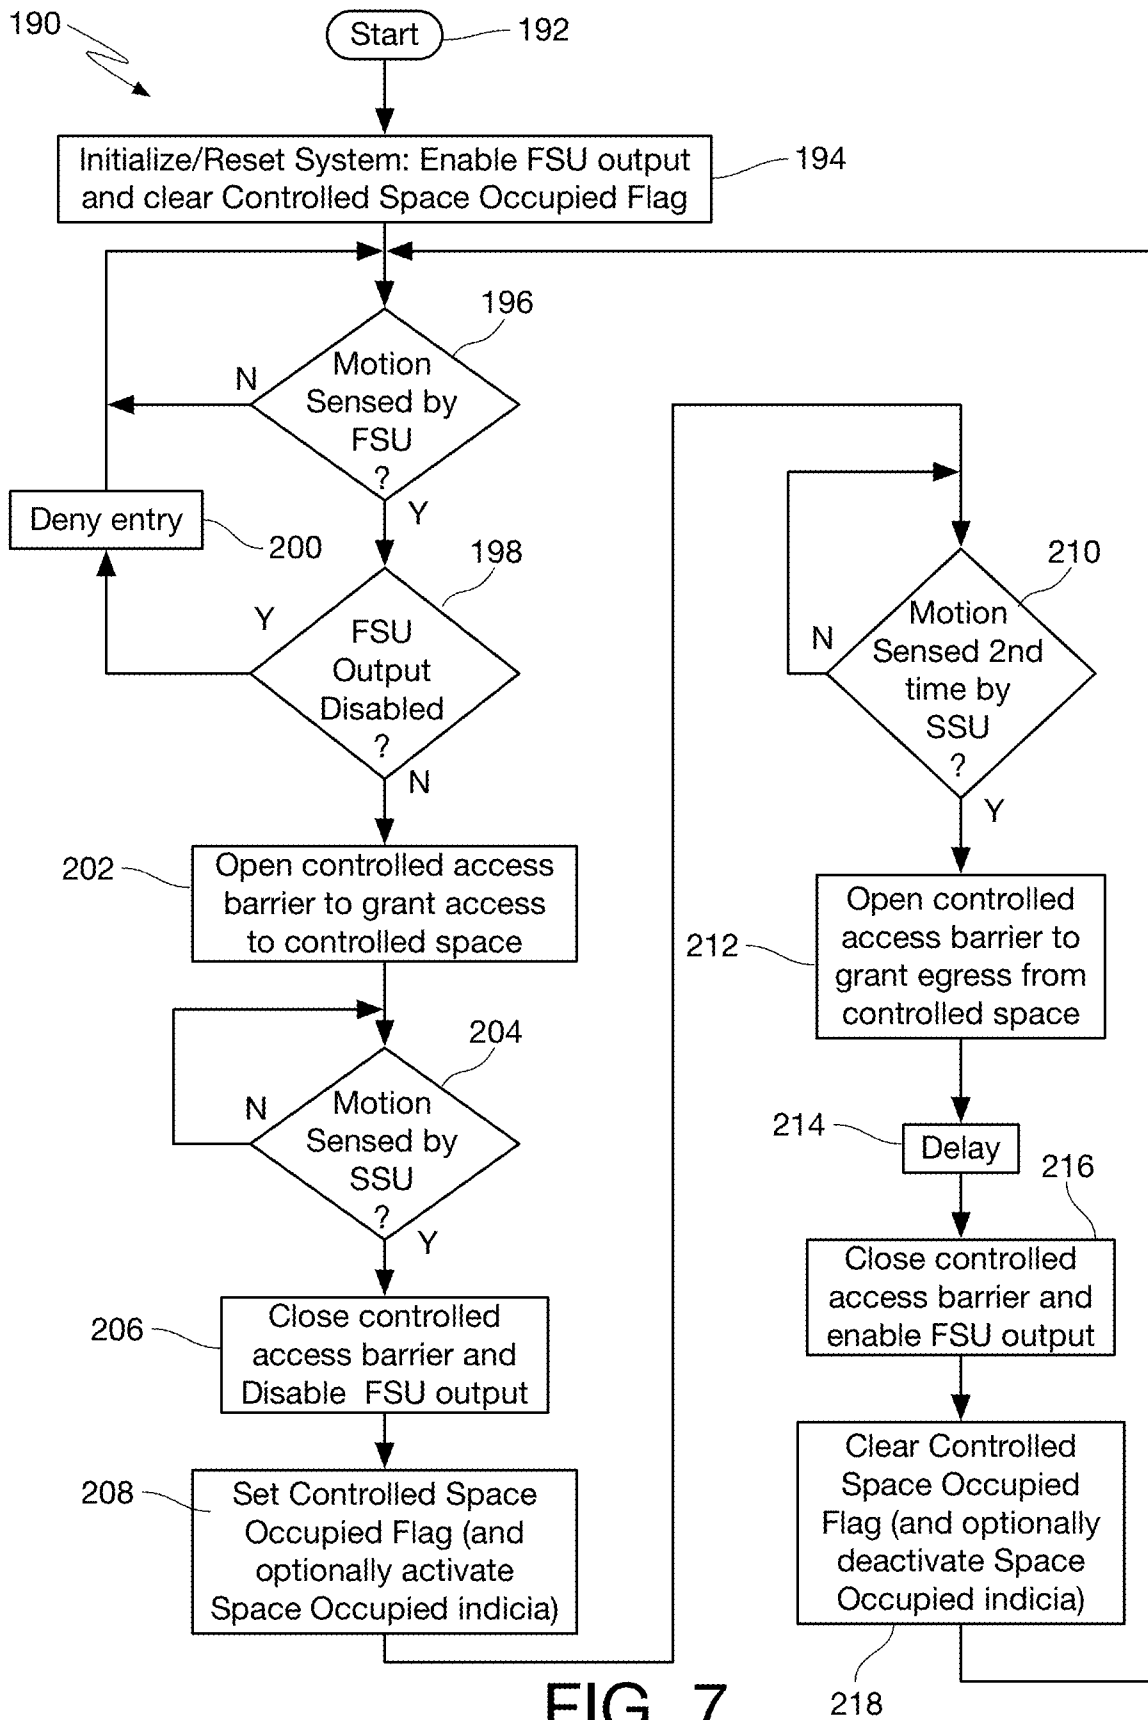 190
Start
192
Initialize/Reset System: Enable FSU output
and clear Controlled Space Occupied Flag
194
196
Motion
Sensed by
FSU
?
N
Y
Deny entry
200
198
FSU
Output
Disabled
?
Y
N
202
Open controlled access
barrier to grant access
to controlled space
204
Motion
Sensed by
SSU
?
N
Y
206
Close controlled
access barrier and
Disable FSU output
208
Set Controlled Space
Occupied Flag (and
optionally activate
Space Occupied indicia)
210
Motion
Sensed 2nd
time by
SSU
?
N
Y
212
Open controlled
access barrier to
grant egress from
controlled space
214
Delay
216
Close controlled
access barrier and
enable FSU output
Clear Controlled
Space Occupied
Flag (and optionally
deactivate Space
Occupied indicia)
218
FIG. 7